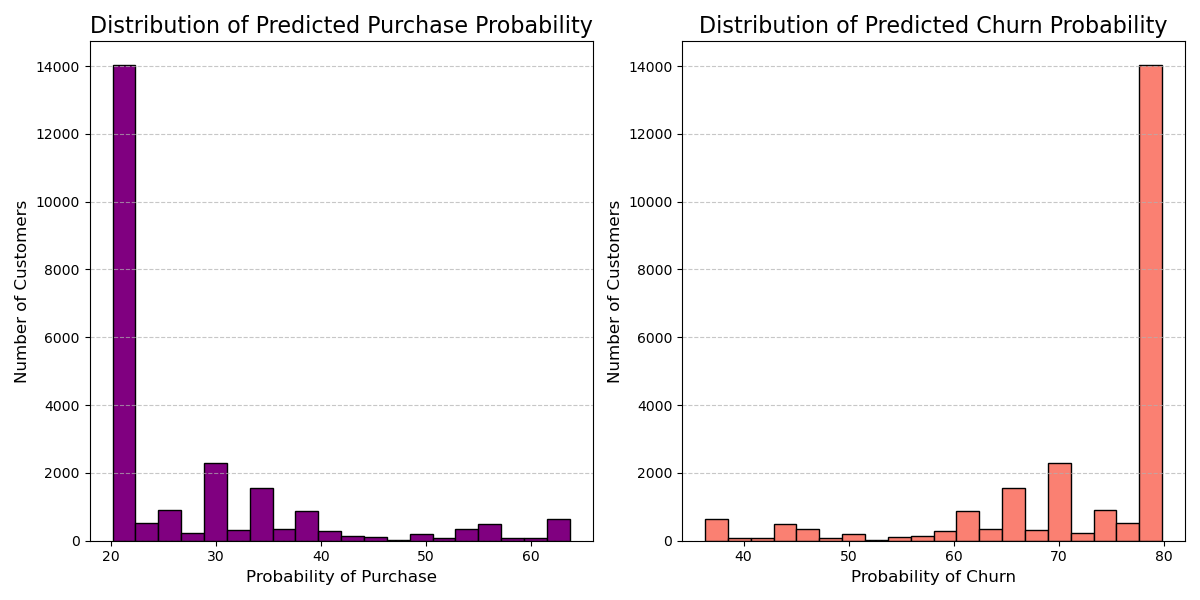 Distribution of Predicted Purchase Probability
Number of Customers
14000
12000
10000
8000
6000
4000
2000
0
20 30 40 50 60
Probability of Purchase
Distribution of Predicted Churn Probability
Number of Customers
14000
12000
10000
8000
6000
4000
2000
0
40 50 60 70 80
Probability of Churn